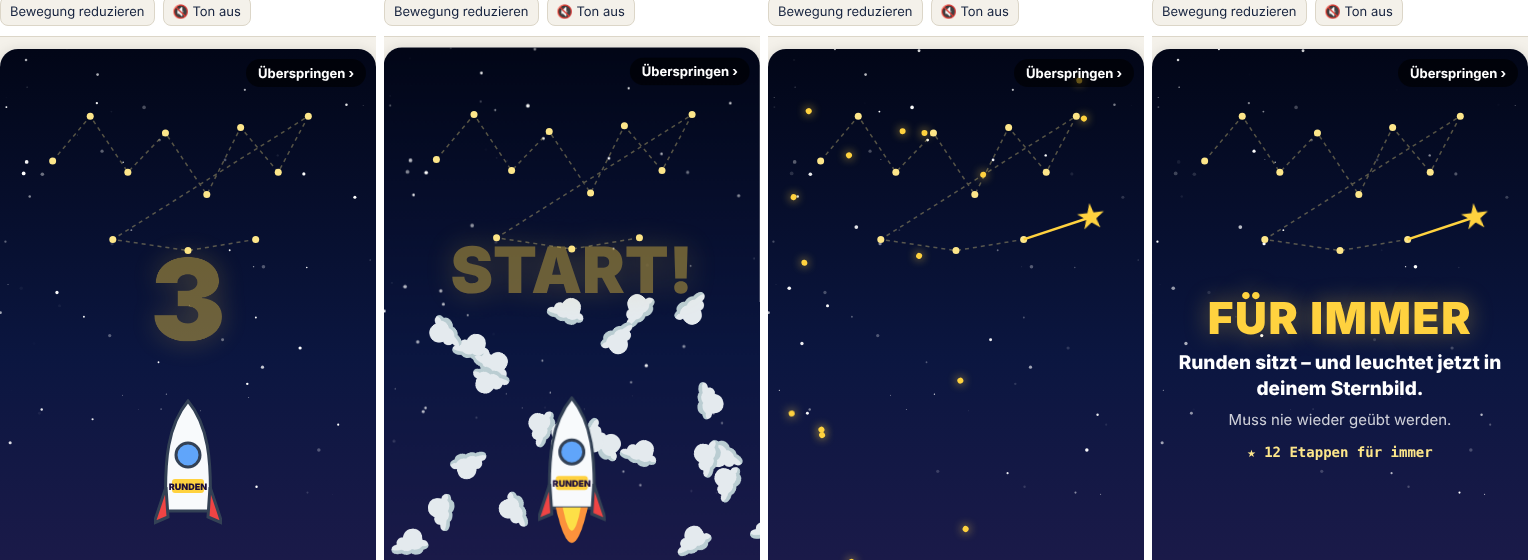 Bewegung reduzieren
🔇 Ton aus
Überspringen ›
3
RUNDEN
Bewegung reduzieren
🔇 Ton aus
Überspringen ›
START!
RUNDEN
Bewegung reduzieren
🔇 Ton aus
Überspringen ›
Bewegung reduzieren
🔇 Ton aus
Überspringen ›
FÜR IMMER
Runden sitzt – und leuchtet jetzt in
deinem Sternbild.
Muss nie wieder geübt werden.
★ 12 Etappen für immer